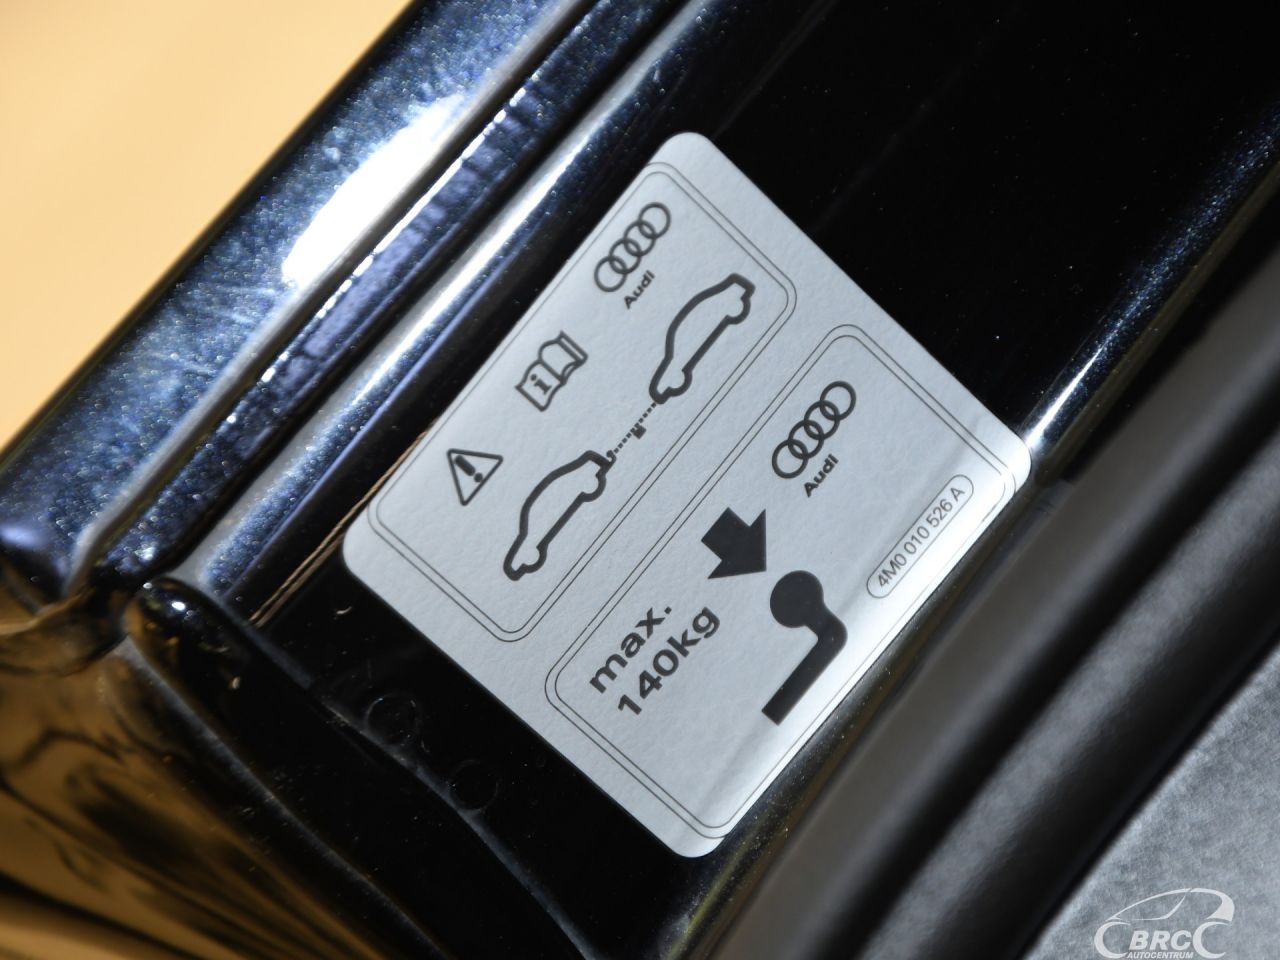 Audi
i
!
Audi
max.
140kg
4M0 010 526 A
BRC
AUTOCENTRUM